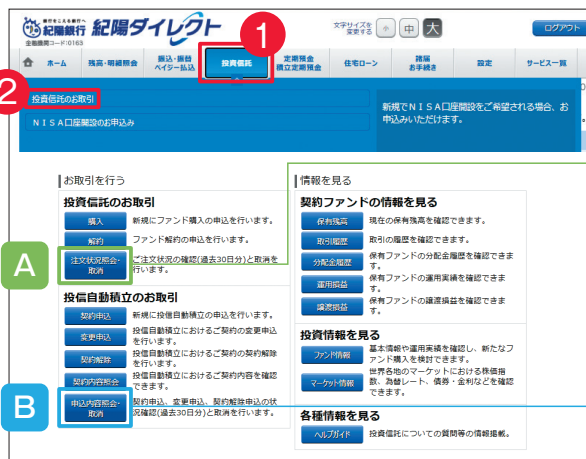 銀行をこえる銀行へ
紀陽銀行 紀陽ダイレクト
金融機関コード:0163
文字サイズを
変更する
小 中 大
ログアウト
ホーム
残高・明細照会
振込・振替
ペイジー払込
投資信託
定期預金
積立定期預金
住宅ローン
諸届
お手続き
設定
サービス一覧
1
2
投資信託のお取引
NISA口座開設のお申込み
新規でNISA口座開設をご希望される場合、お
申込みいただけます。
お取引を行う
投資信託のお取引
購入 新規にファンド購入の申込を行います。
解約 ファンド解約の申込を行います。
A
注文状況照会・
取消
ご注文状況の確認(過去30日分)と取消を
行います。
投信自動積立のお取引
契約申込 新規に投信自動積立の申込を行います。
変更申込
投信自動積立におけるご契約の変更申込
を行います。
契約解除
投信自動積立におけるご契約の契約解除
を行います。
契約内容照会
投信自動積立におけるご契約内容を確認
できます。
B
申込内容照会・
取消
契約申込、変更申込、契約解除申込の状
況確認(過去30日分)と取消を行います。
情報を見る
契約ファンドの情報を見る
保有残高 現在の保有残高を確認できます。
取引履歴 取引の履歴を確認できます。
分配金履歴
保有ファンドの分配金履歴を確認できま
す。
運用損益
保有ファンドの運用実績を確認できま
す。
譲渡損益
保有ファンドの譲渡損益を確認できま
す。
投資情報を見る
ファンド情報
基本情報や運用実績を確認し、新たなフ
ァンド購入を検討できます。
マーケット情報
世界各地のマーケットにおける株価指
数、為替レート、債券・金利などを確認
できます。
各種情報を見る
ヘルプガイド 投資信託についての質問等の情報掲載。